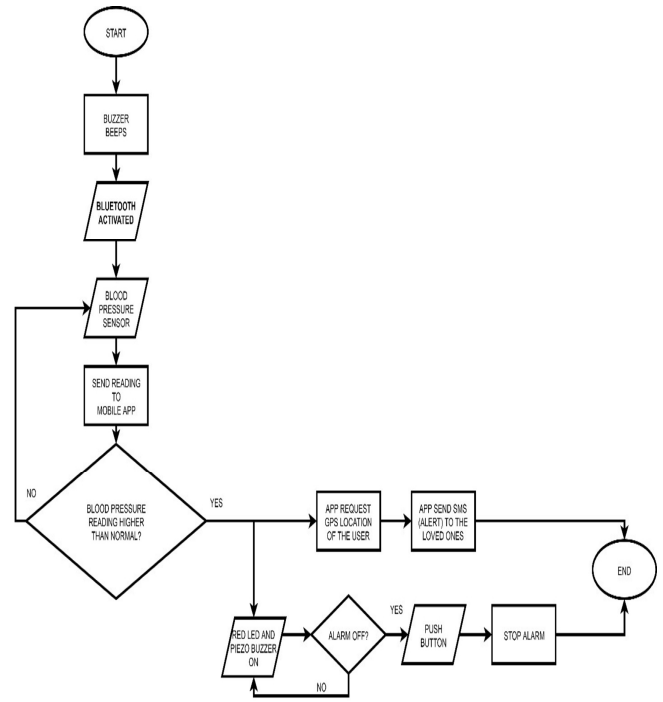 START
BUZZER
BEEPS
BLUETOOTH
ACTIVATED
BLOOD
PRESSURE
SENSOR
SEND READING
TO
MOBILE APP
NO
BLOOD PRESSURE
READING HIGHER
THAN NORMAL?
YES
APP REQUEST
GPS LOCATION
OF THE USER
APP SEND SMS
(ALERT) TO THE
LOVED ONES
END
RED LED AND
PIEZO BUZZER
ON
ALARM OFF?
YES
PUSH
BUTTON
STOP ALARM
NO